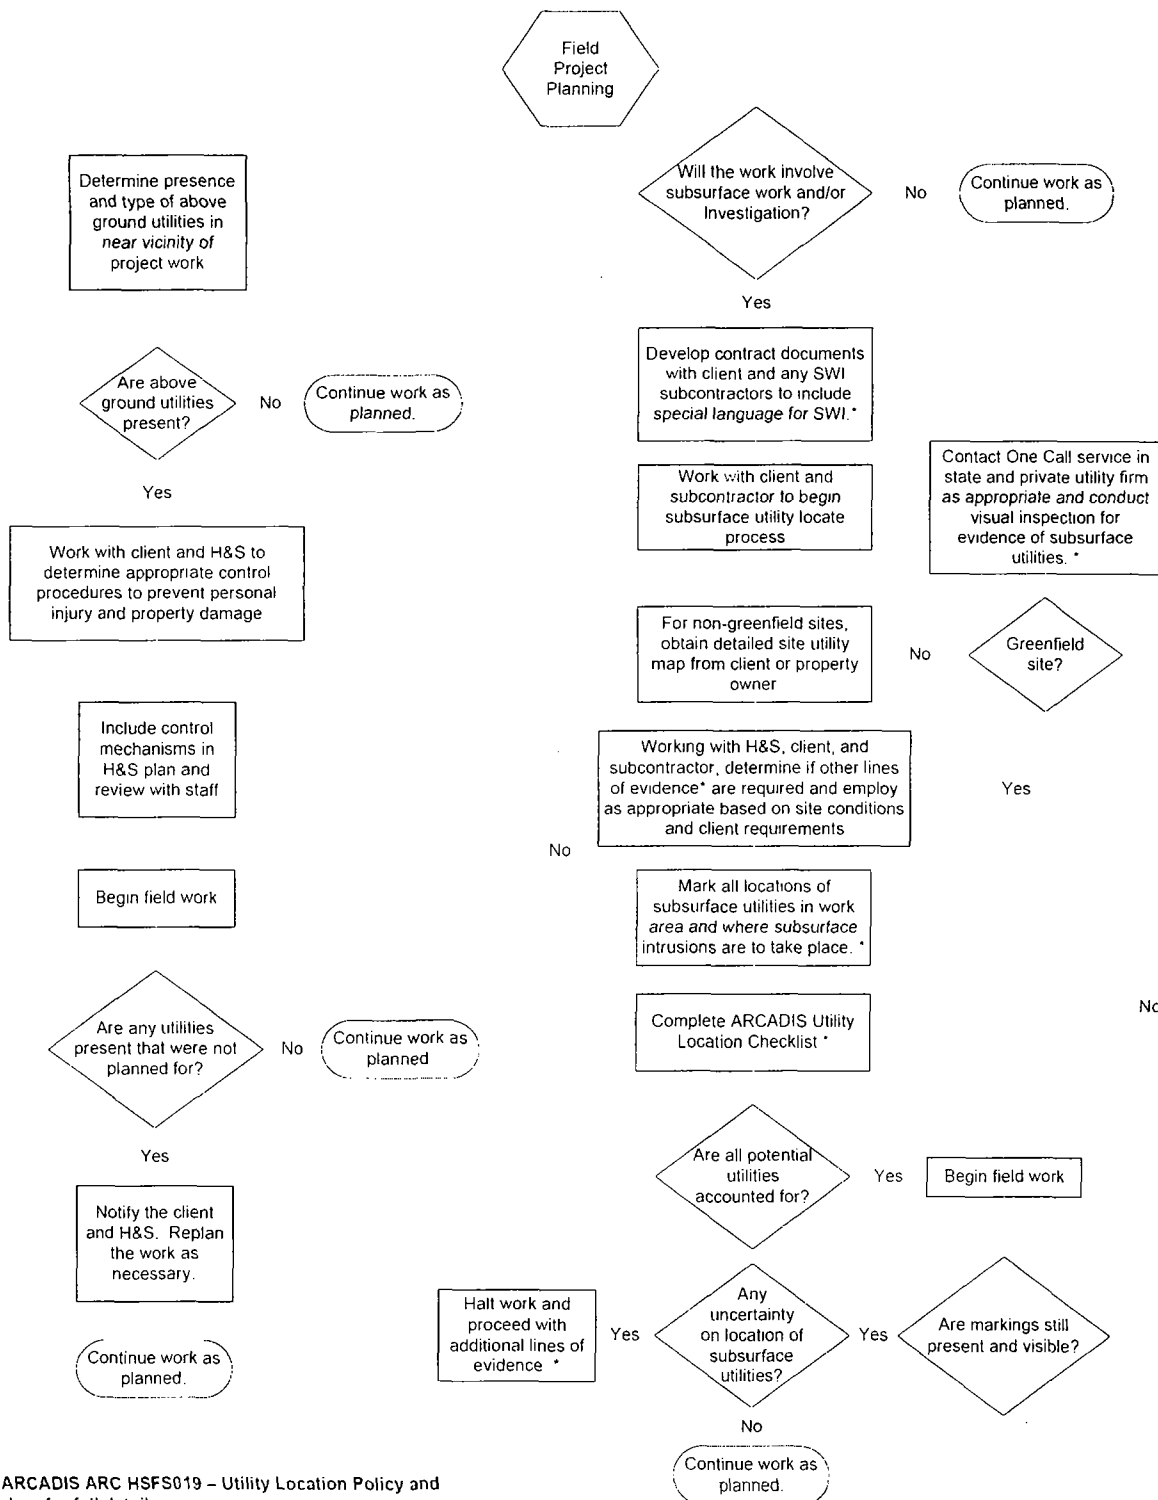 Field
Project
Planning
Determine presence
and type of above
ground utilities in
near vicinity of
project work
Are above
ground utilities
present?
No
Continue work as
planned.
Yes
Work with client and H&S to
determine appropriate control
procedures to prevent personal
injury and property damage
Include control
mechanisms in
H&S plan and
review with staff
Begin field work
Are any utilities
present that were not
planned for?
No
Continue work as
planned
Yes
Notify the client
and H&S. Replan
the work as
necessary.
Continue work as
planned.
Will the work involve
subsurface work and/or
Investigation?
No
Continue work as
planned.
Yes
Develop contract documents
with client and any SWI
subcontractors to include
special language for SWI.*
Work with client and
subcontractor to begin
subsurface utility locate
process
Contact One Call service in
state and private utility firm
as appropriate and conduct
visual inspection for
evidence of subsurface
utilities. *
For non-greenfield sites,
obtain detailed site utility
map from client or property
owner
No
Greenfield
site?
Yes
Working with H&S, client, and
subcontractor, determine if other lines
of evidence* are required and employ
as appropriate based on site conditions
and client requirements
No
Mark all locations of
subsurface utilities in work
area and where subsurface
intrusions are to take place. *
Complete ARCADIS Utility
Location Checklist *
No
Are all potential
utilities
accounted for?
Yes
Begin field work
Halt work and
proceed with
additional lines of
evidence *
Yes
Any
uncertainty
on location of
subsurface
utilities?
Yes
Are markings still
present and visible?
No
Continue work as
planned.
ARCADIS ARC HSFS019 – Utility Location Policy and